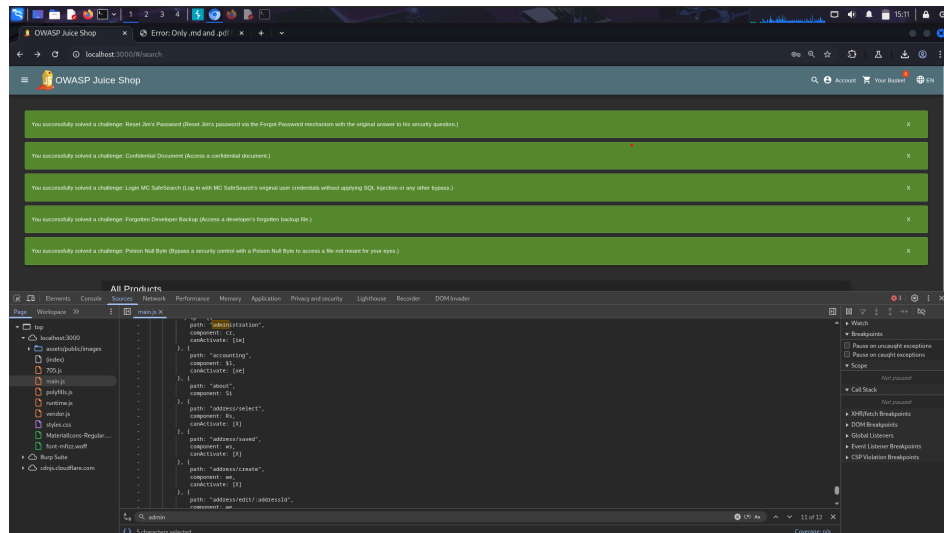 1 2 3 4
15:11
OWASP Juice Shop
Error: Only .md and .pdf
localhost:3000/#/search
OWASP Juice Shop
Account
Your Basket
EN
You successfully solved a challenge: Reset Jim's Password (Reset Jim's password via the Forgot Password mechanism with the original answer to his security question.)
X
You successfully solved a challenge: Confidential Document (Access a confidential document.)
X
You successfully solved a challenge: Login MC SafeSearch (Log in with MC SafeSearch's original user credentials without applying SQL Injection or any other bypass.)
X
You successfully solved a challenge: Forgotten Developer Backup (Access a developer's forgotten backup file.)
X
You successfully solved a challenge: Poison Null Byte (Bypass a security control with a Poison Null Byte to access a file not meant for your eyes.)
X
All Products
Elements Console Sources Network Performance Memory Application Privacy and security Lighthouse Recorder DOM Invader
3
Page Workspace
main.js
top
localhost:3000
assets/public/images
(index)
705.js
main.js
polyfills.js
runtime.js
vendor.js
styles.css
MaterialIcons-Regular....
font-mfizz.woff
Burp Suite
cdnjs.cloudflare.com
path: "administration",
component: cr,
canActivate: [ie]
}, {
path: "accounting",
component: $1,
canActivate: [ae]
}, {
path: "about",
component: Si
}, {
path: "address/select",
component: Rs,
canActivate: [X]
}, {
path: "address/saved",
component: ws,
canActivate: [X]
}, {
path: "address/create",
component: we,
canActivate: [X]
}, {
path: "address/edit/:addressId",
component: we
admin
11 of 12
5 characters selected
Coverage: n/a
Watch
Breakpoints
Pause on uncaught exceptions
Pause on caught exceptions
Scope
Not paused
Call Stack
Not paused
XHR/fetch Breakpoints
DOM Breakpoints
Global Listeners
Event Listener Breakpoints
CSP Violation Breakpoints